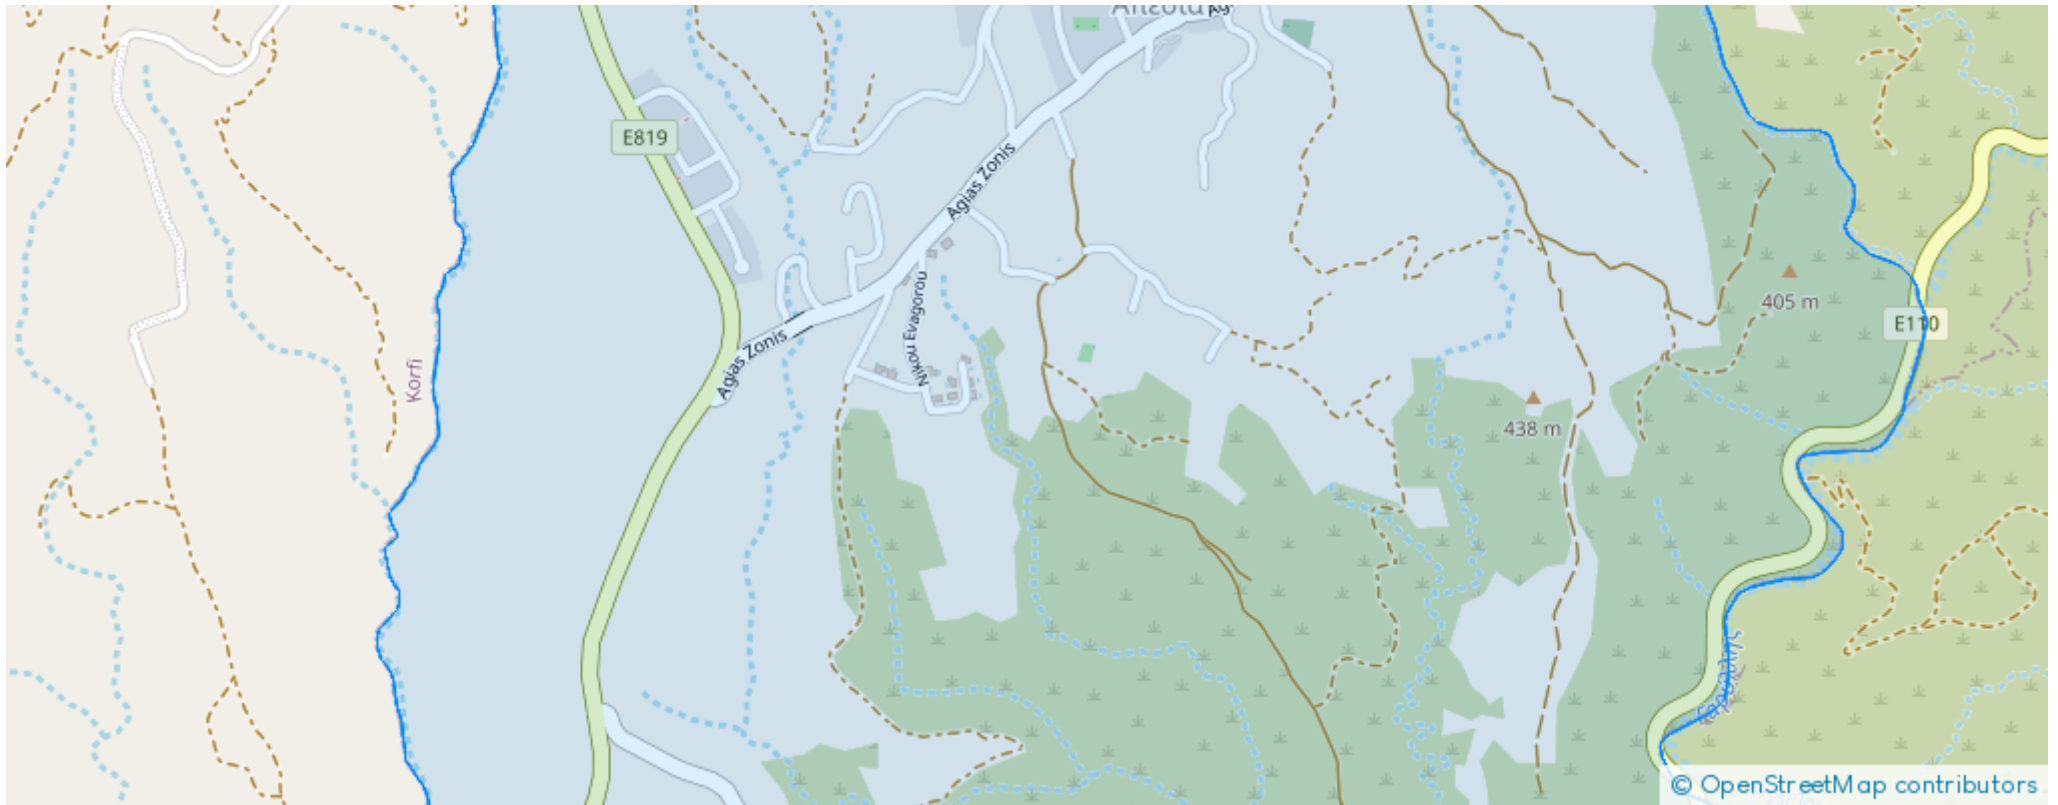 E819
Agias Zonis
Nikou Evagorou
Agias Zonis
Korfi
405 m
E110
438 m
© OpenStreetMap contributors